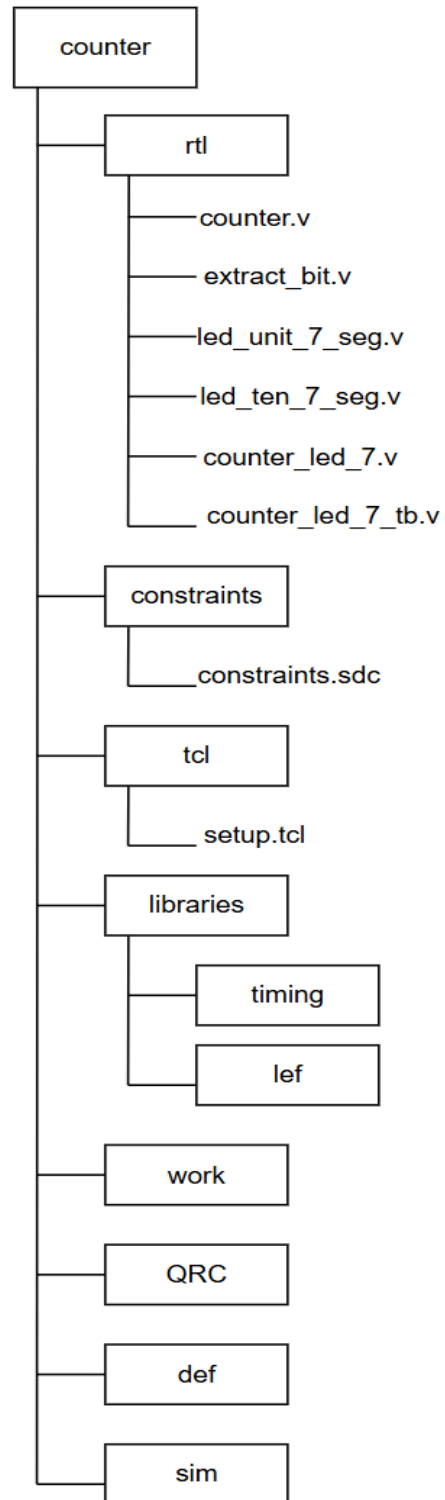 counter
rtl
counter.v
extract_bit.v
led_unit_7_seg.v
led_ten_7_seg.v
counter_led_7.v
counter_led_7_tb.v
constraints
constraints.sdc
tcl
setup.tcl
libraries
timing
lef
work
QRC
def
sim